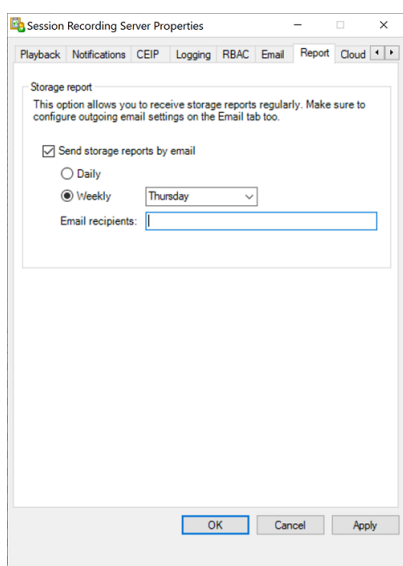 Session Recording Server Properties
Playback Notifications CEIP Logging RBAC Email Report Cloud
Storage report
This option allows you to receive storage reports regularly. Make sure to
configure outgoing email settings on the Email tab too.
Send storage reports by email
Daily
Weekly Thursday
Email recipients:
OK Cancel Apply